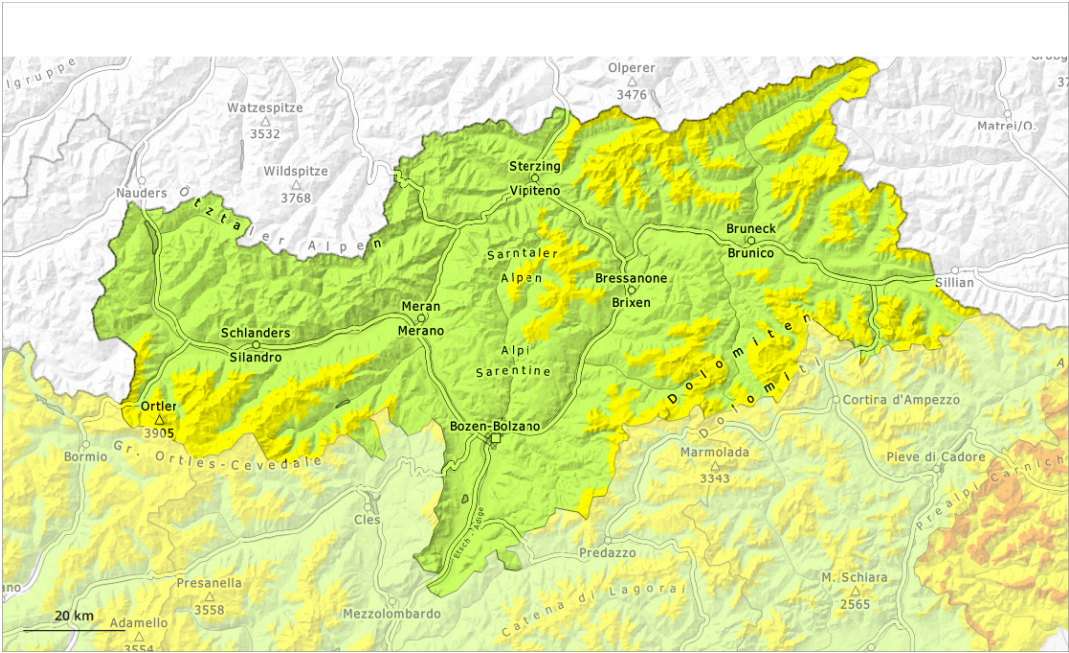 lgruppe
Olperer
3476
Watzespitze
3532
Matrei/O.
Sterzing
Vipiteno
Wildspitze
3768
Nauders
Ötztaler Alpen
Bruneck
Brunico
Sarntaler
Alpen
Bressanone
Brixen
Sillian
Meran
Merano
Schlanders
Silandro
Alpi
Sarentine
Dolomiten
Dolomiti
Ortler
3905
Cortina d'Ampezzo
Bozen-Bolzano
Gr. Ortles-Cevedale
Bormio
Marmolada
3343
Pieve di Cadore
Prealpi Carnich
Cles
Etsch - Adige
Predazzo
Presanella
3558
M. Schiara
2565
ano
Mezzolombardo
Catena di Lagorai
20 km
Adamello
3554